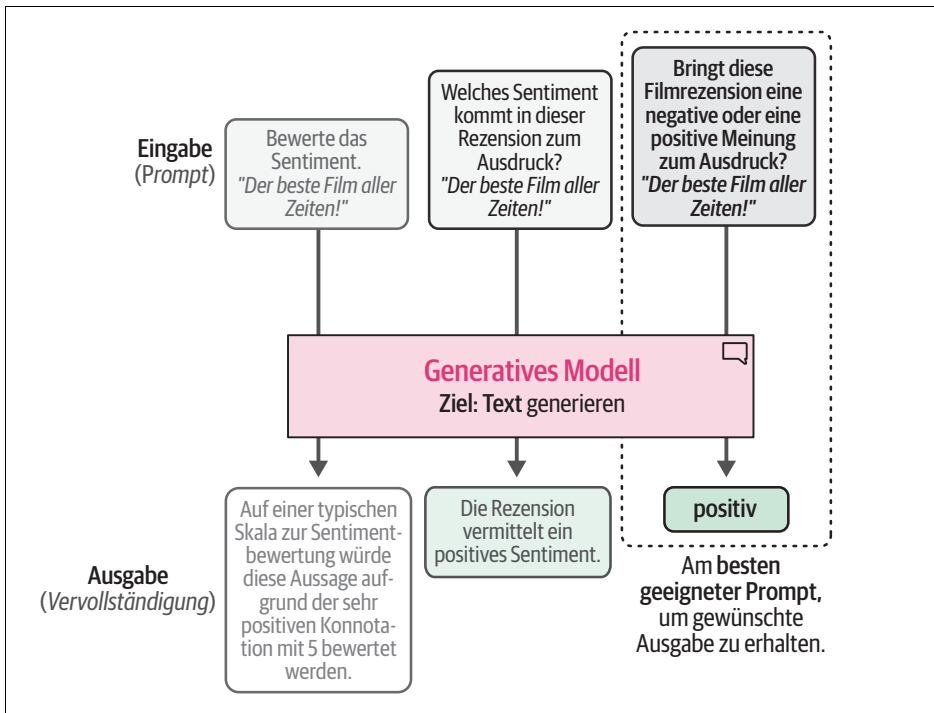 Eingabe
(Prompt)
Bewerte das
Sentiment.
"Der beste Film aller
Zeiten!"
Welches Sentiment
kommt in dieser
Rezension zum
Ausdruck?
"Der beste Film aller
Zeiten!"
Bringt diese
Filmrezension eine
negative oder eine
positive Meinung
zum Ausdruck?
"Der beste Film aller
Zeiten!"
Generatives Modell
Ziel: Text generieren
Ausgabe
(Vervollständigung)
Auf einer typischen
Skala zur Sentiment-
bewertung würde
diese Aussage auf-
grund der sehr
positiven Konnota-
tion mit 5 bewertet
werden.
Die Rezension
vermittelt ein
positives Sentiment.
positiv
Am besten
geeigneter Prompt,
um gewünschte
Ausgabe zu erhalten.